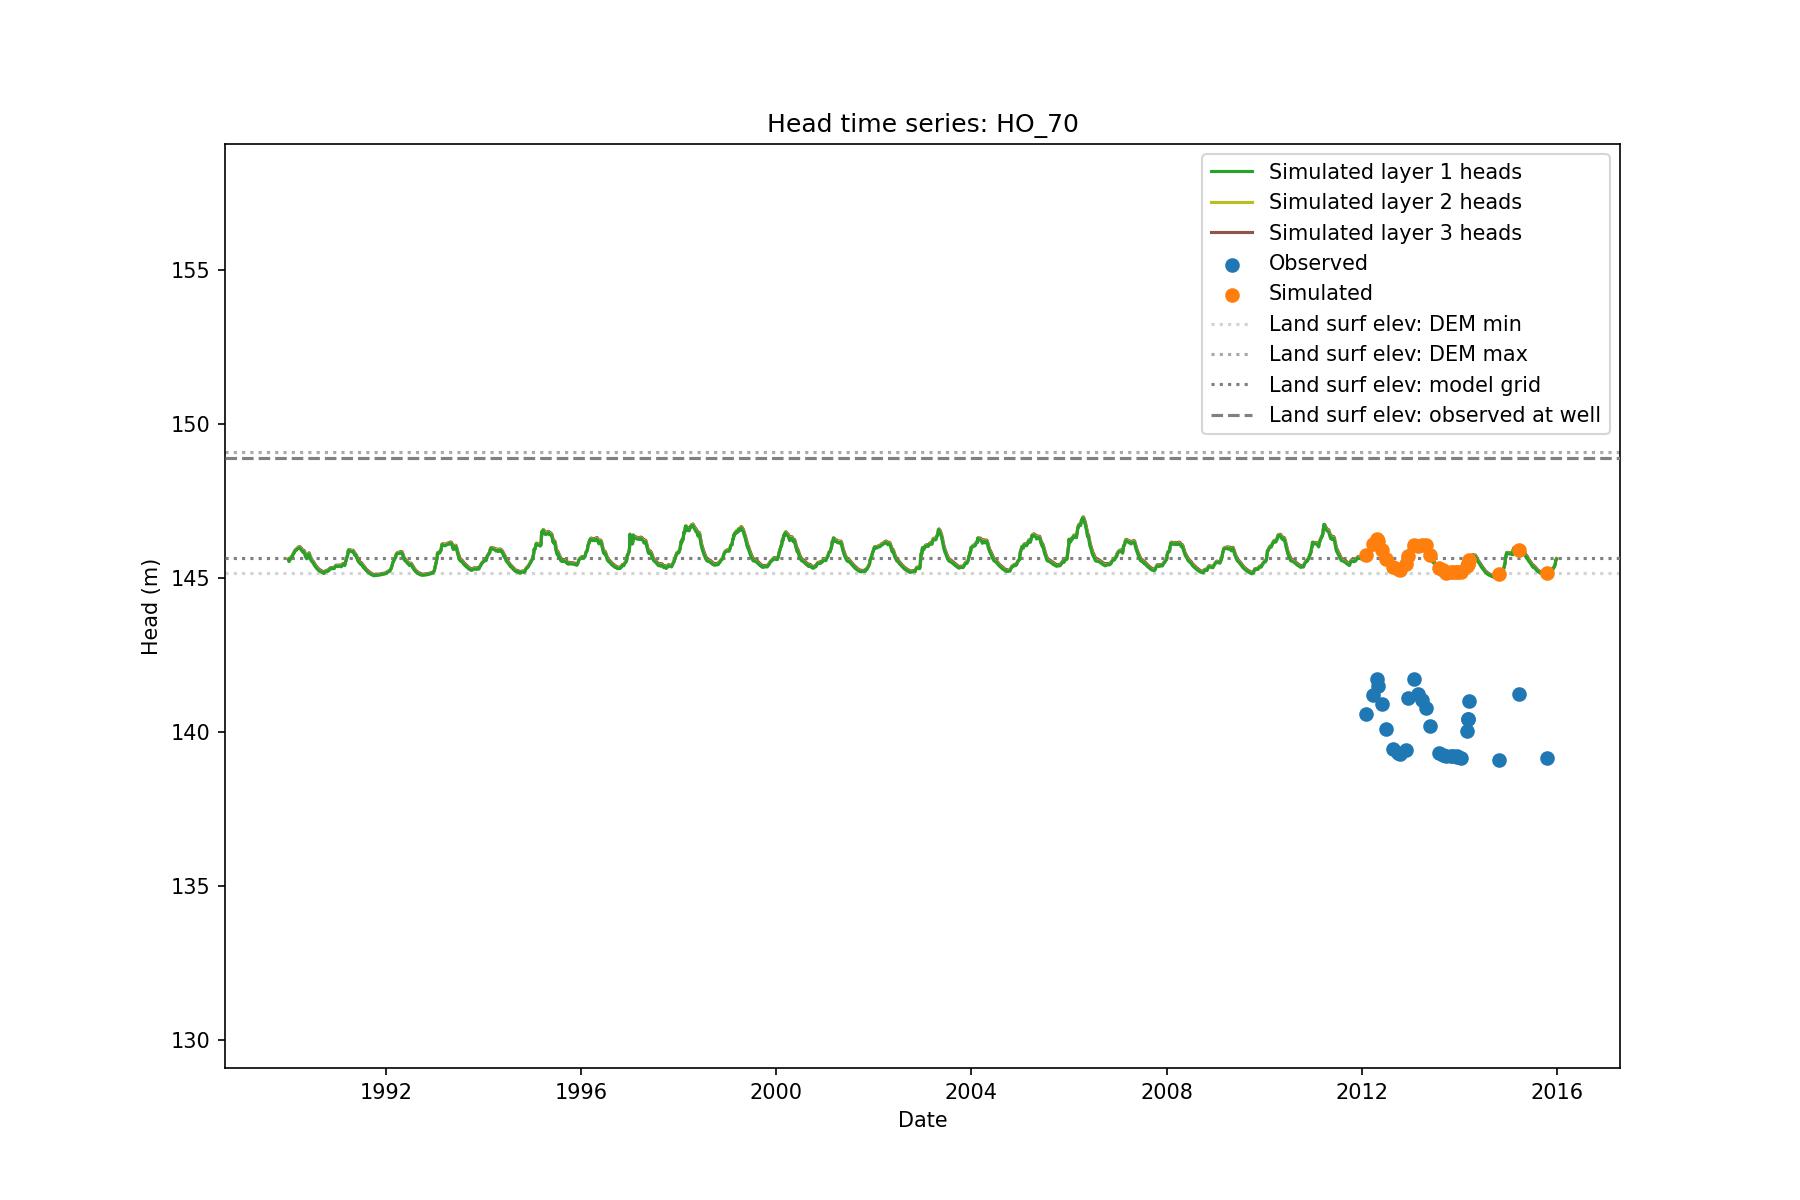 Head time series: HO_70
Simulated layer 1 heads
Simulated layer 2 heads
Simulated layer 3 heads
Observed
Simulated
Land surf elev: DEM min
Land surf elev: DEM max
Land surf elev: model grid
Land surf elev: observed at well
155
150
145
140
135
130
Head (m)
1992 1996 2000 2004 2008 2012 2016
Date